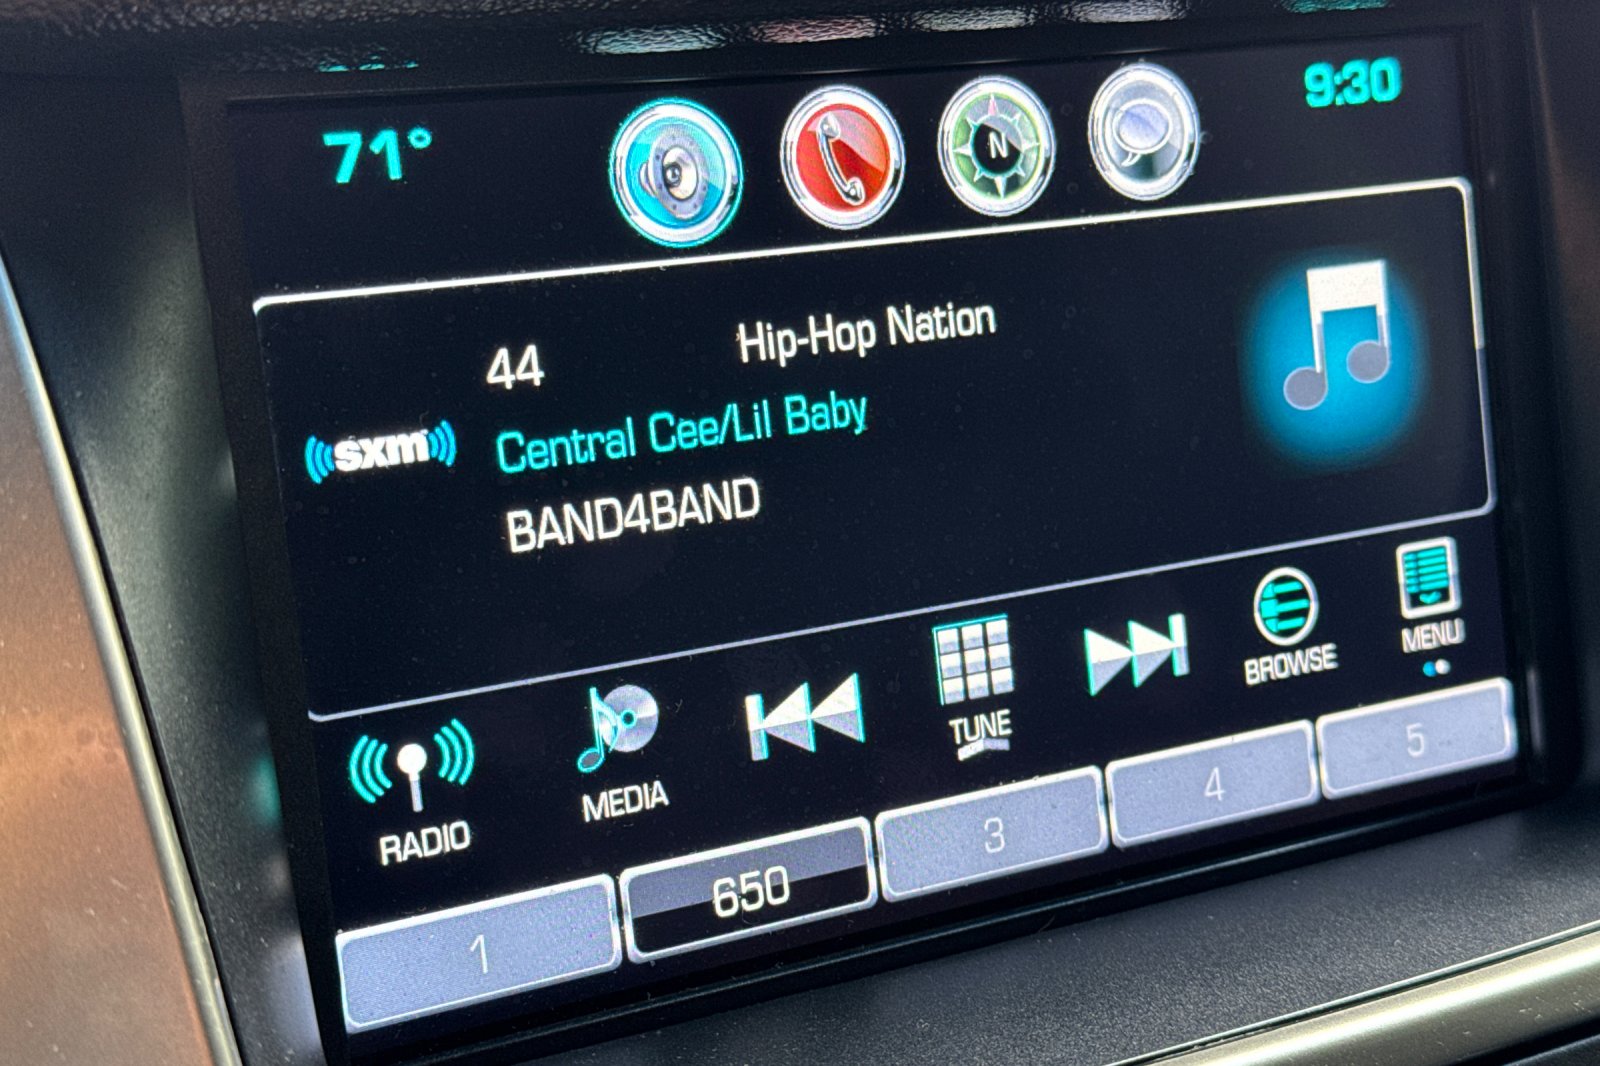 71°
N
9:30
44
Hip-Hop Nation
sxm
Central Cee/Lil Baby
BAND4BAND
RADIO
MEDIA
TUNE
BROWSE
MENU
1
650
3
4
5